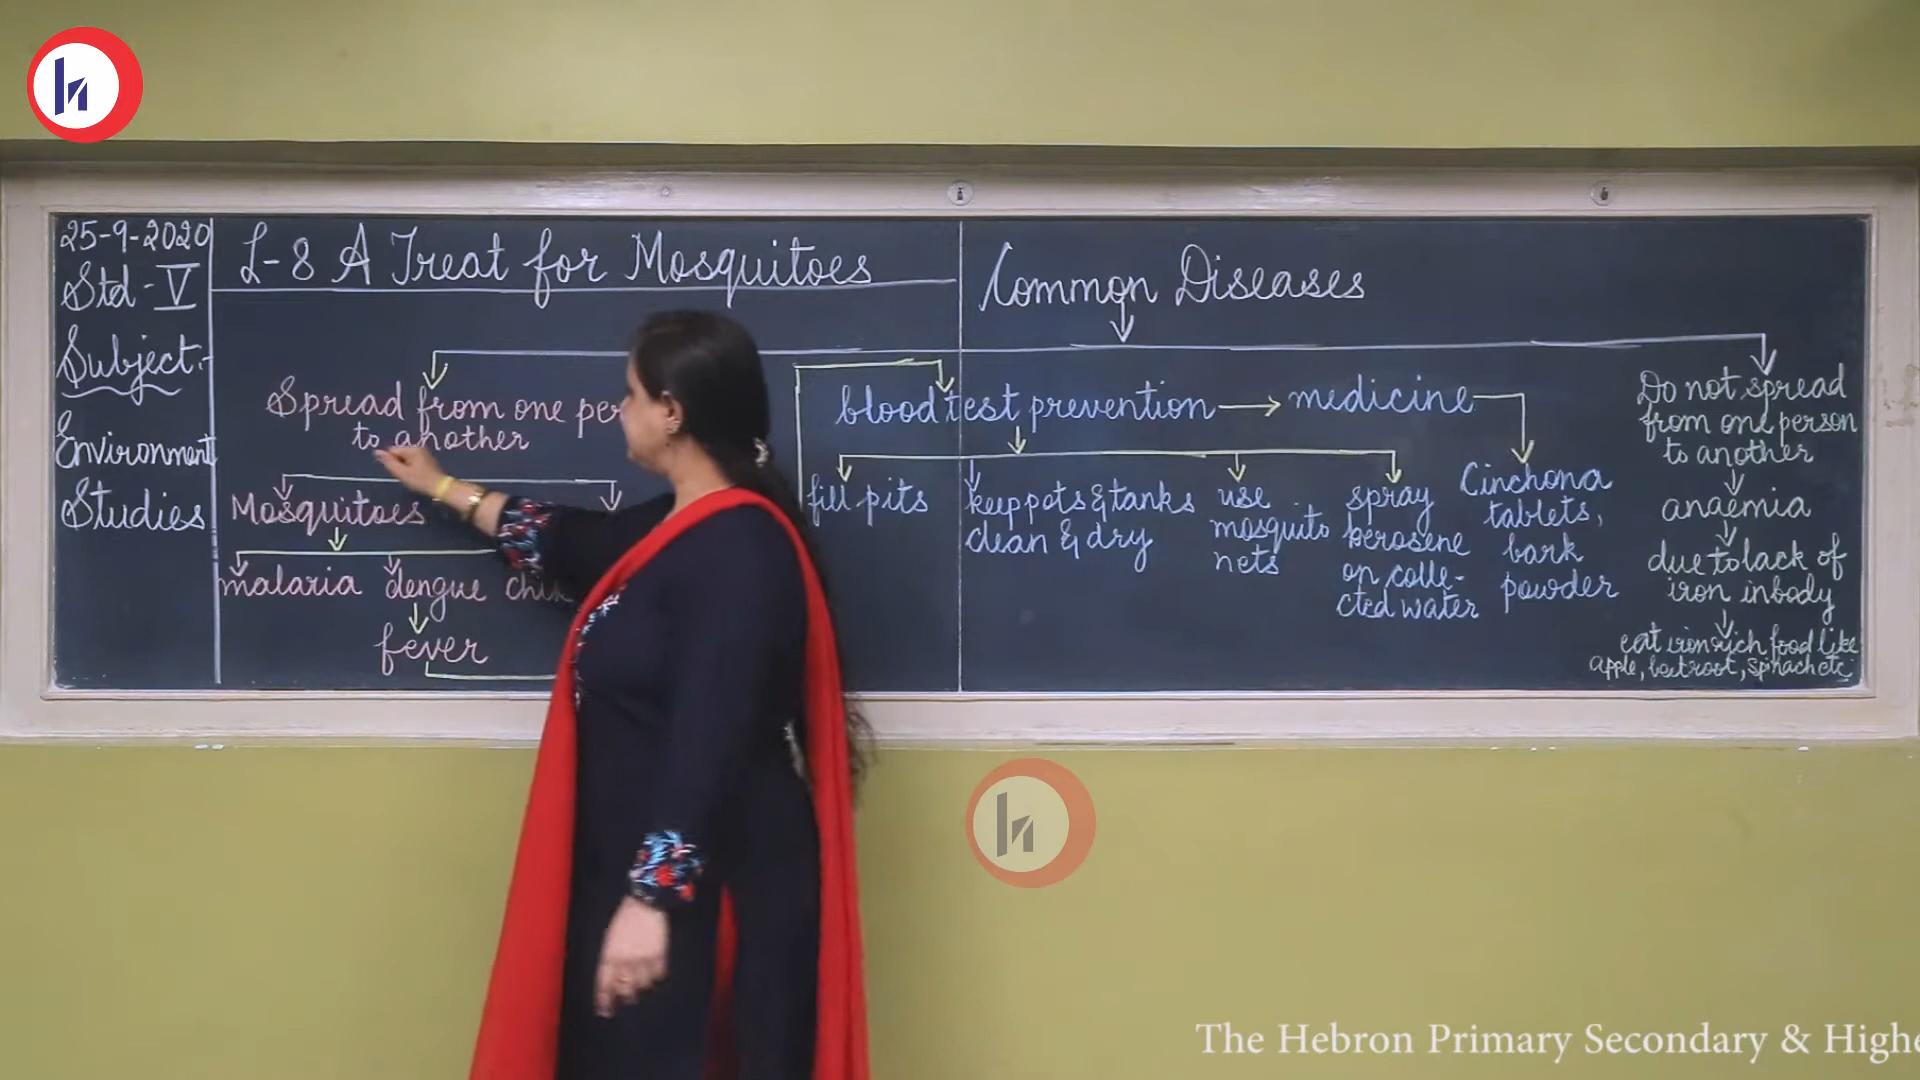 25-9-2020
Std-V
Subject:-
Environment
Studies
L-8 A Treat for Mosquitoes
Spread from one per
to another
Mosquitoes
malaria dengue chik
fever
Common Diseases
blood test prevention → medicine
fill pits
keep pots & tanks
clean & dry
use
mosquito
nets
spray
kerosene
on colle-
cted water
Cinchona
tablets,
bark
powder
Do not spread
from one person
to another
anaemia
due to lack of
iron in body
eat iron rich food like
apple, beetroot, spinach etc
The Hebron Primary Secondary & Highe